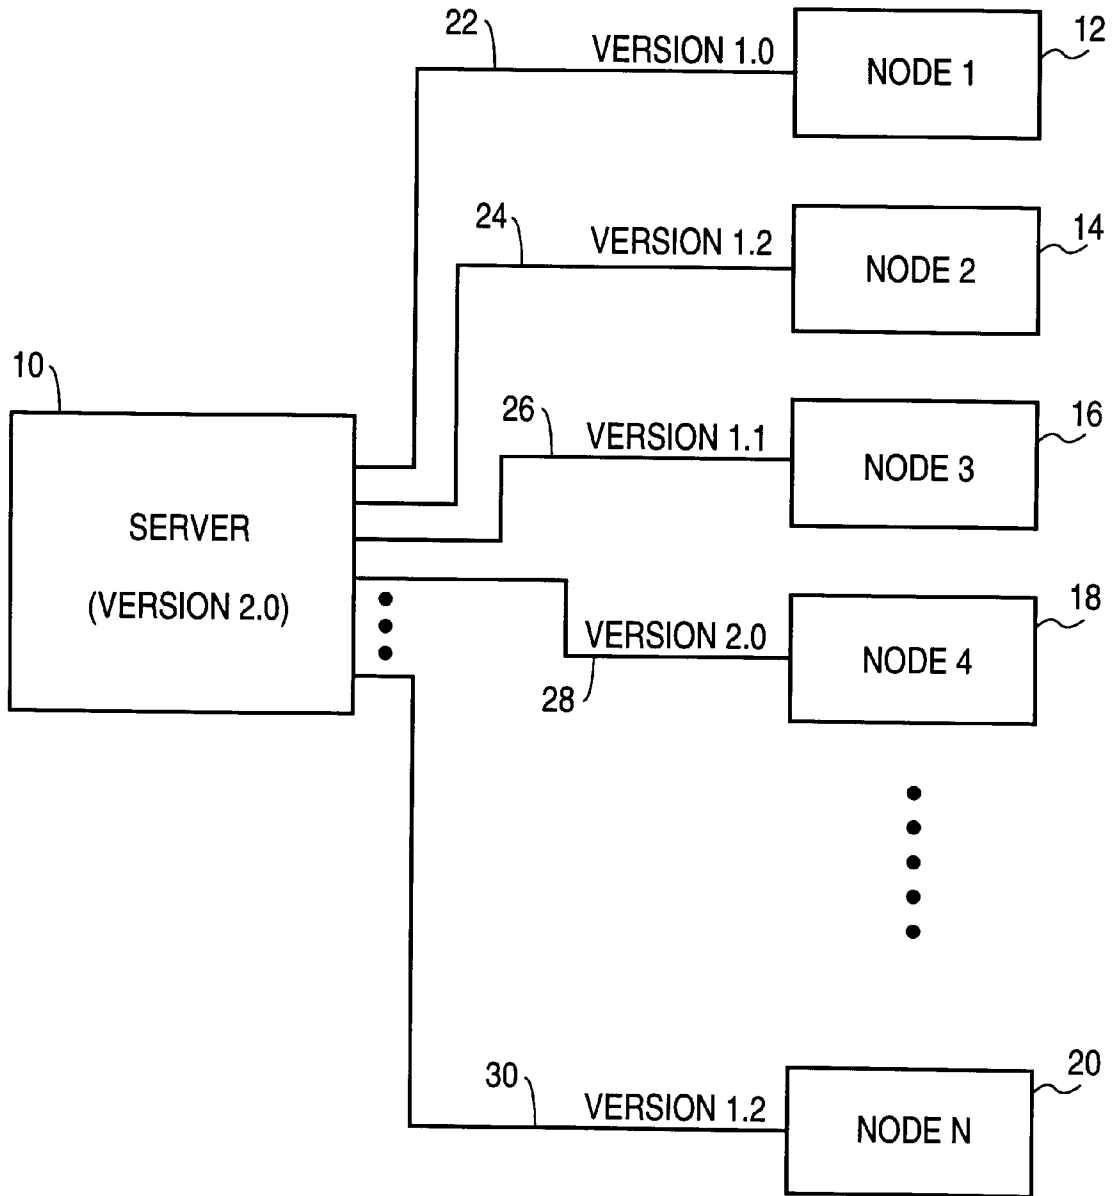 22
VERSION 1.0
NODE 1
12
24
VERSION 1.2
NODE 2
14
10
SERVER
(VERSION 2.0)
26
VERSION 1.1
NODE 3
16
VERSION 2.0
28
NODE 4
18
30
VERSION 1.2
NODE N
20